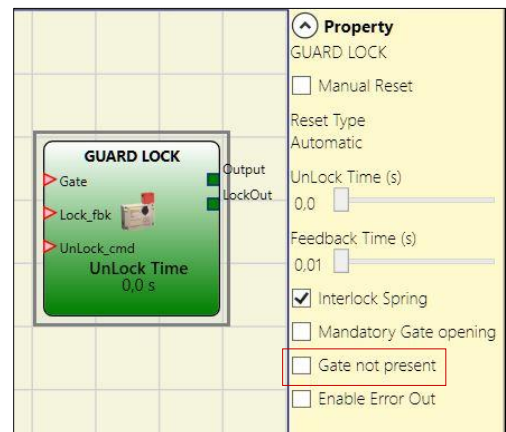 GUARD LOCK
Gate
Lock_fbk
UnLock_cmd
Output
LockOut
UnLock Time
0,0 s
Property
GUARD LOCK
Manual Reset
Reset Type
Automatic
UnLock Time (s)
0,0
Feedback Time (s)
0,01
Interlock Spring
Mandatory Gate opening
Gate not present
Enable Error Out